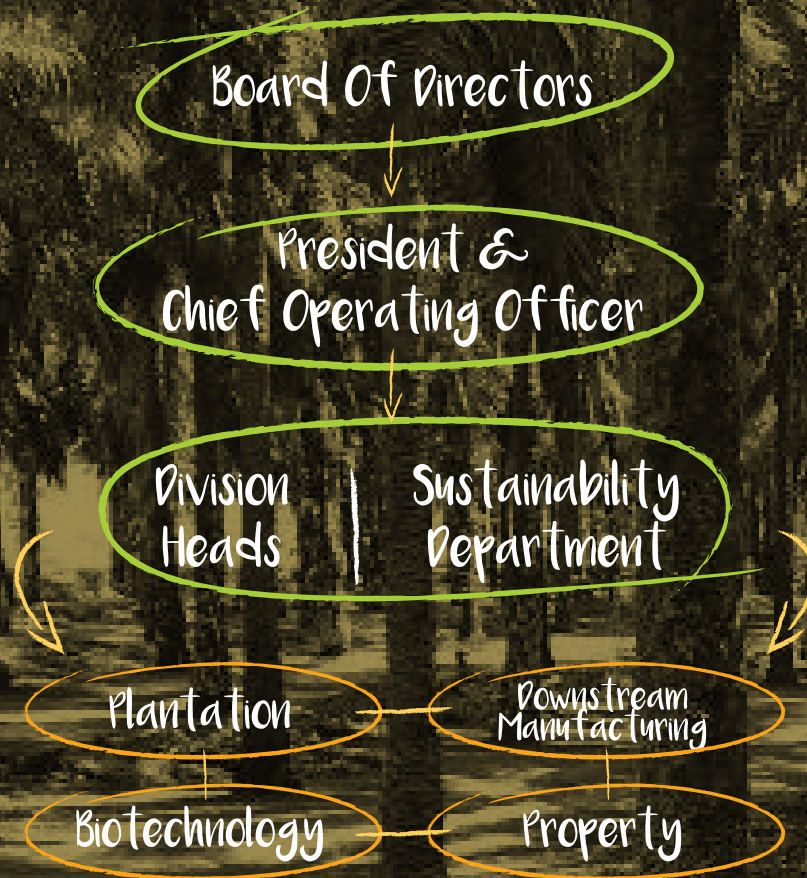 Board Of Directors
President &
Chief Operating Officer
Division
Heads
Sustainability
Department
Plantation
Downstream
Manufacturing
Biotechnology
Property